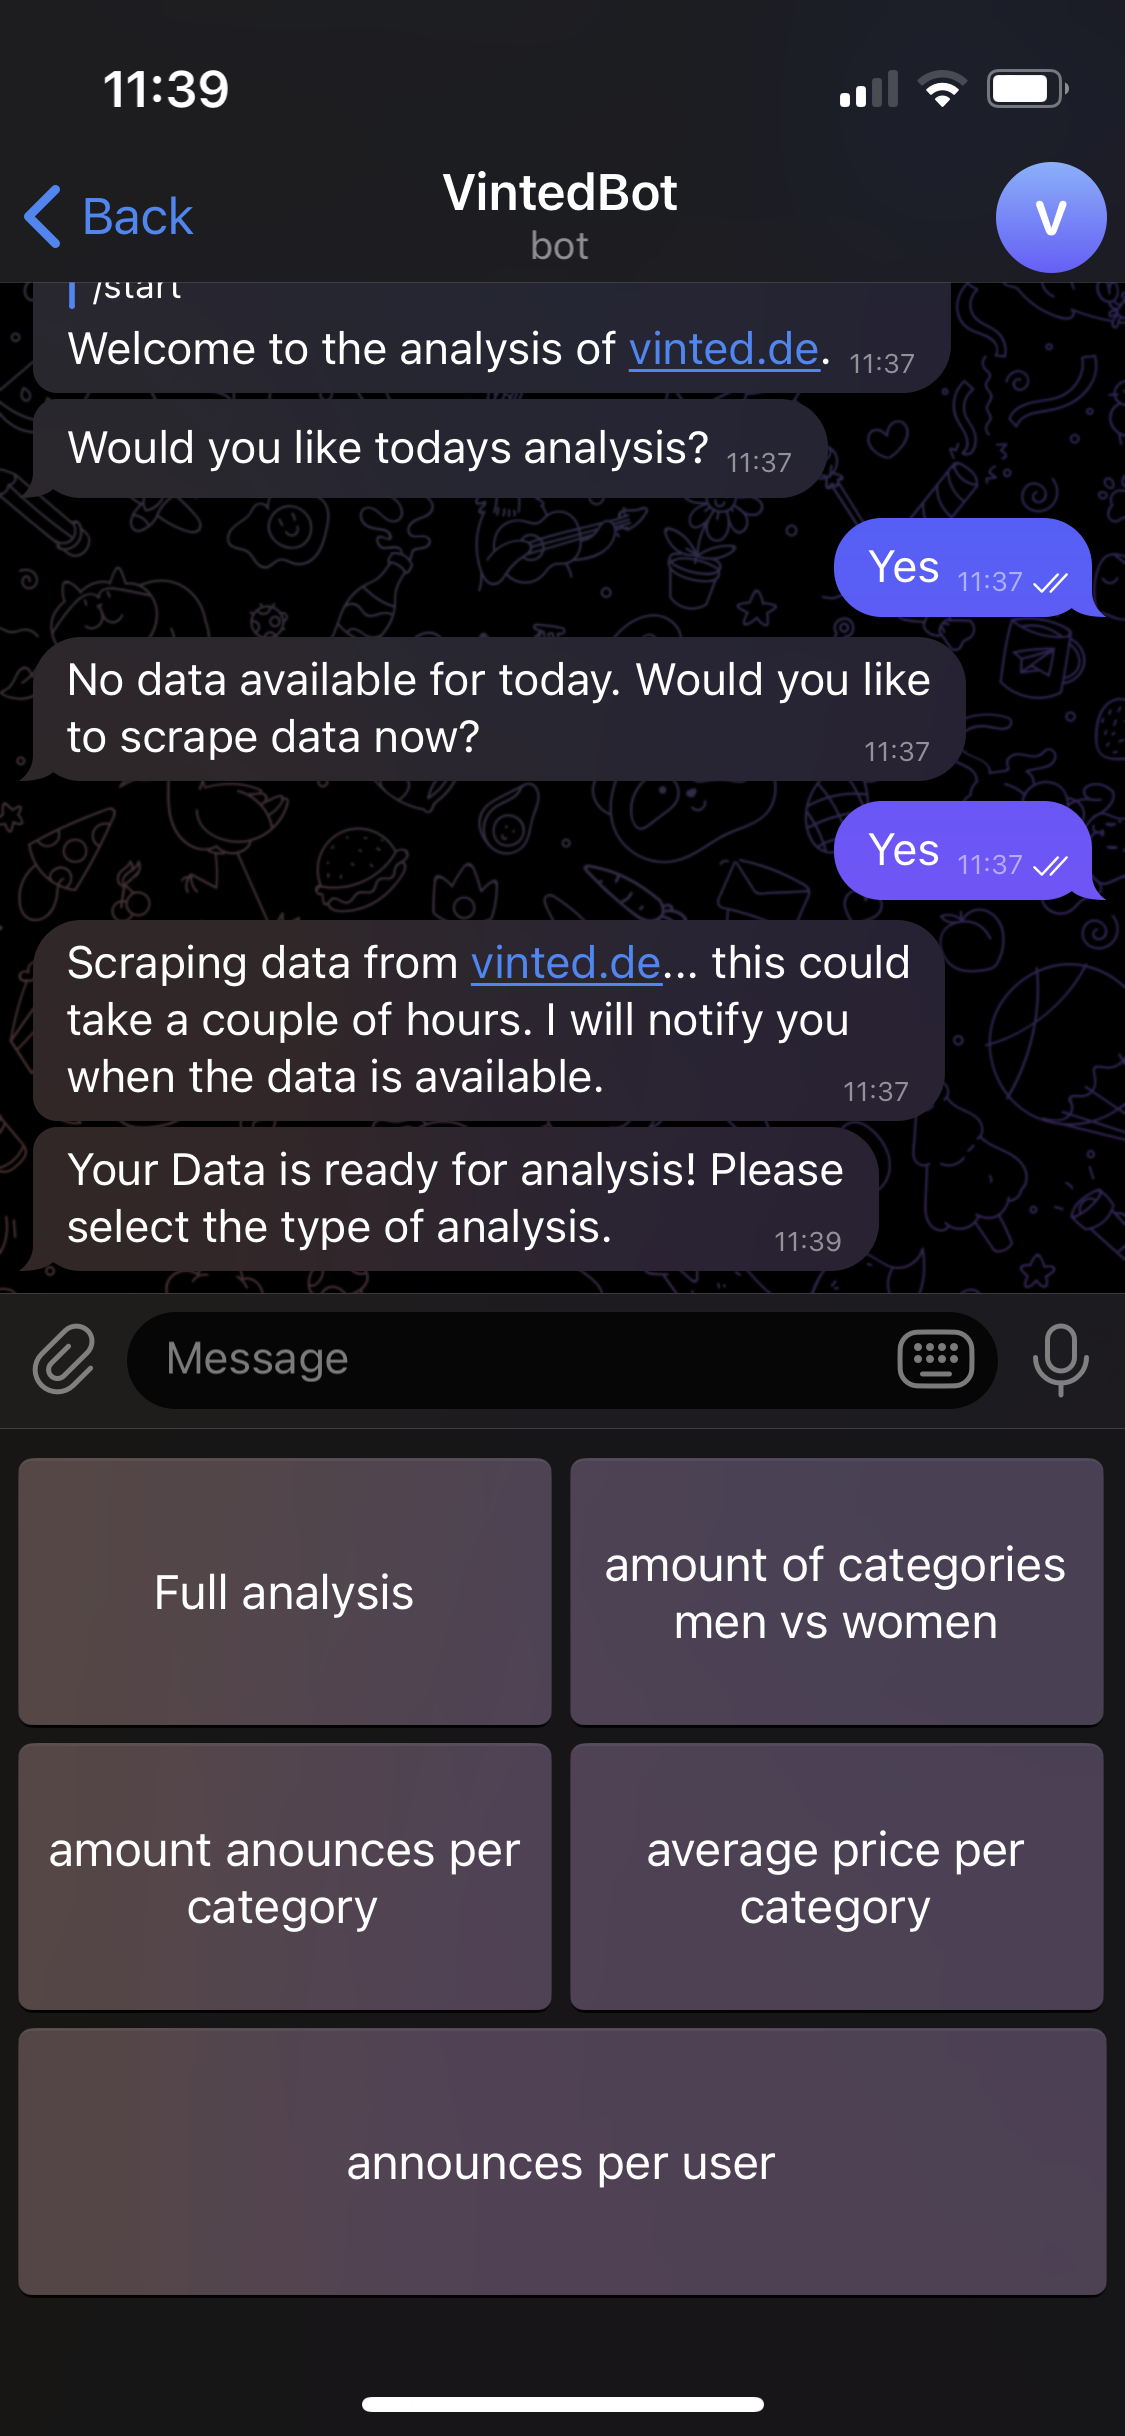 11:39
Back
VintedBot
bot
V
/start
Welcome to the analysis of vinted.de. 11:37
Would you like todays analysis? 11:37
Yes 11:37
No data available for today. Would you like
to scrape data now? 11:37
Yes 11:37
Scraping data from vinted.de... this could
take a couple of hours. I will notify you
when the data is available. 11:37
Your Data is ready for analysis! Please
select the type of analysis. 11:39
Message
Full analysis
amount of categories
men vs women
amount anounces per
category
average price per
category
announces per user